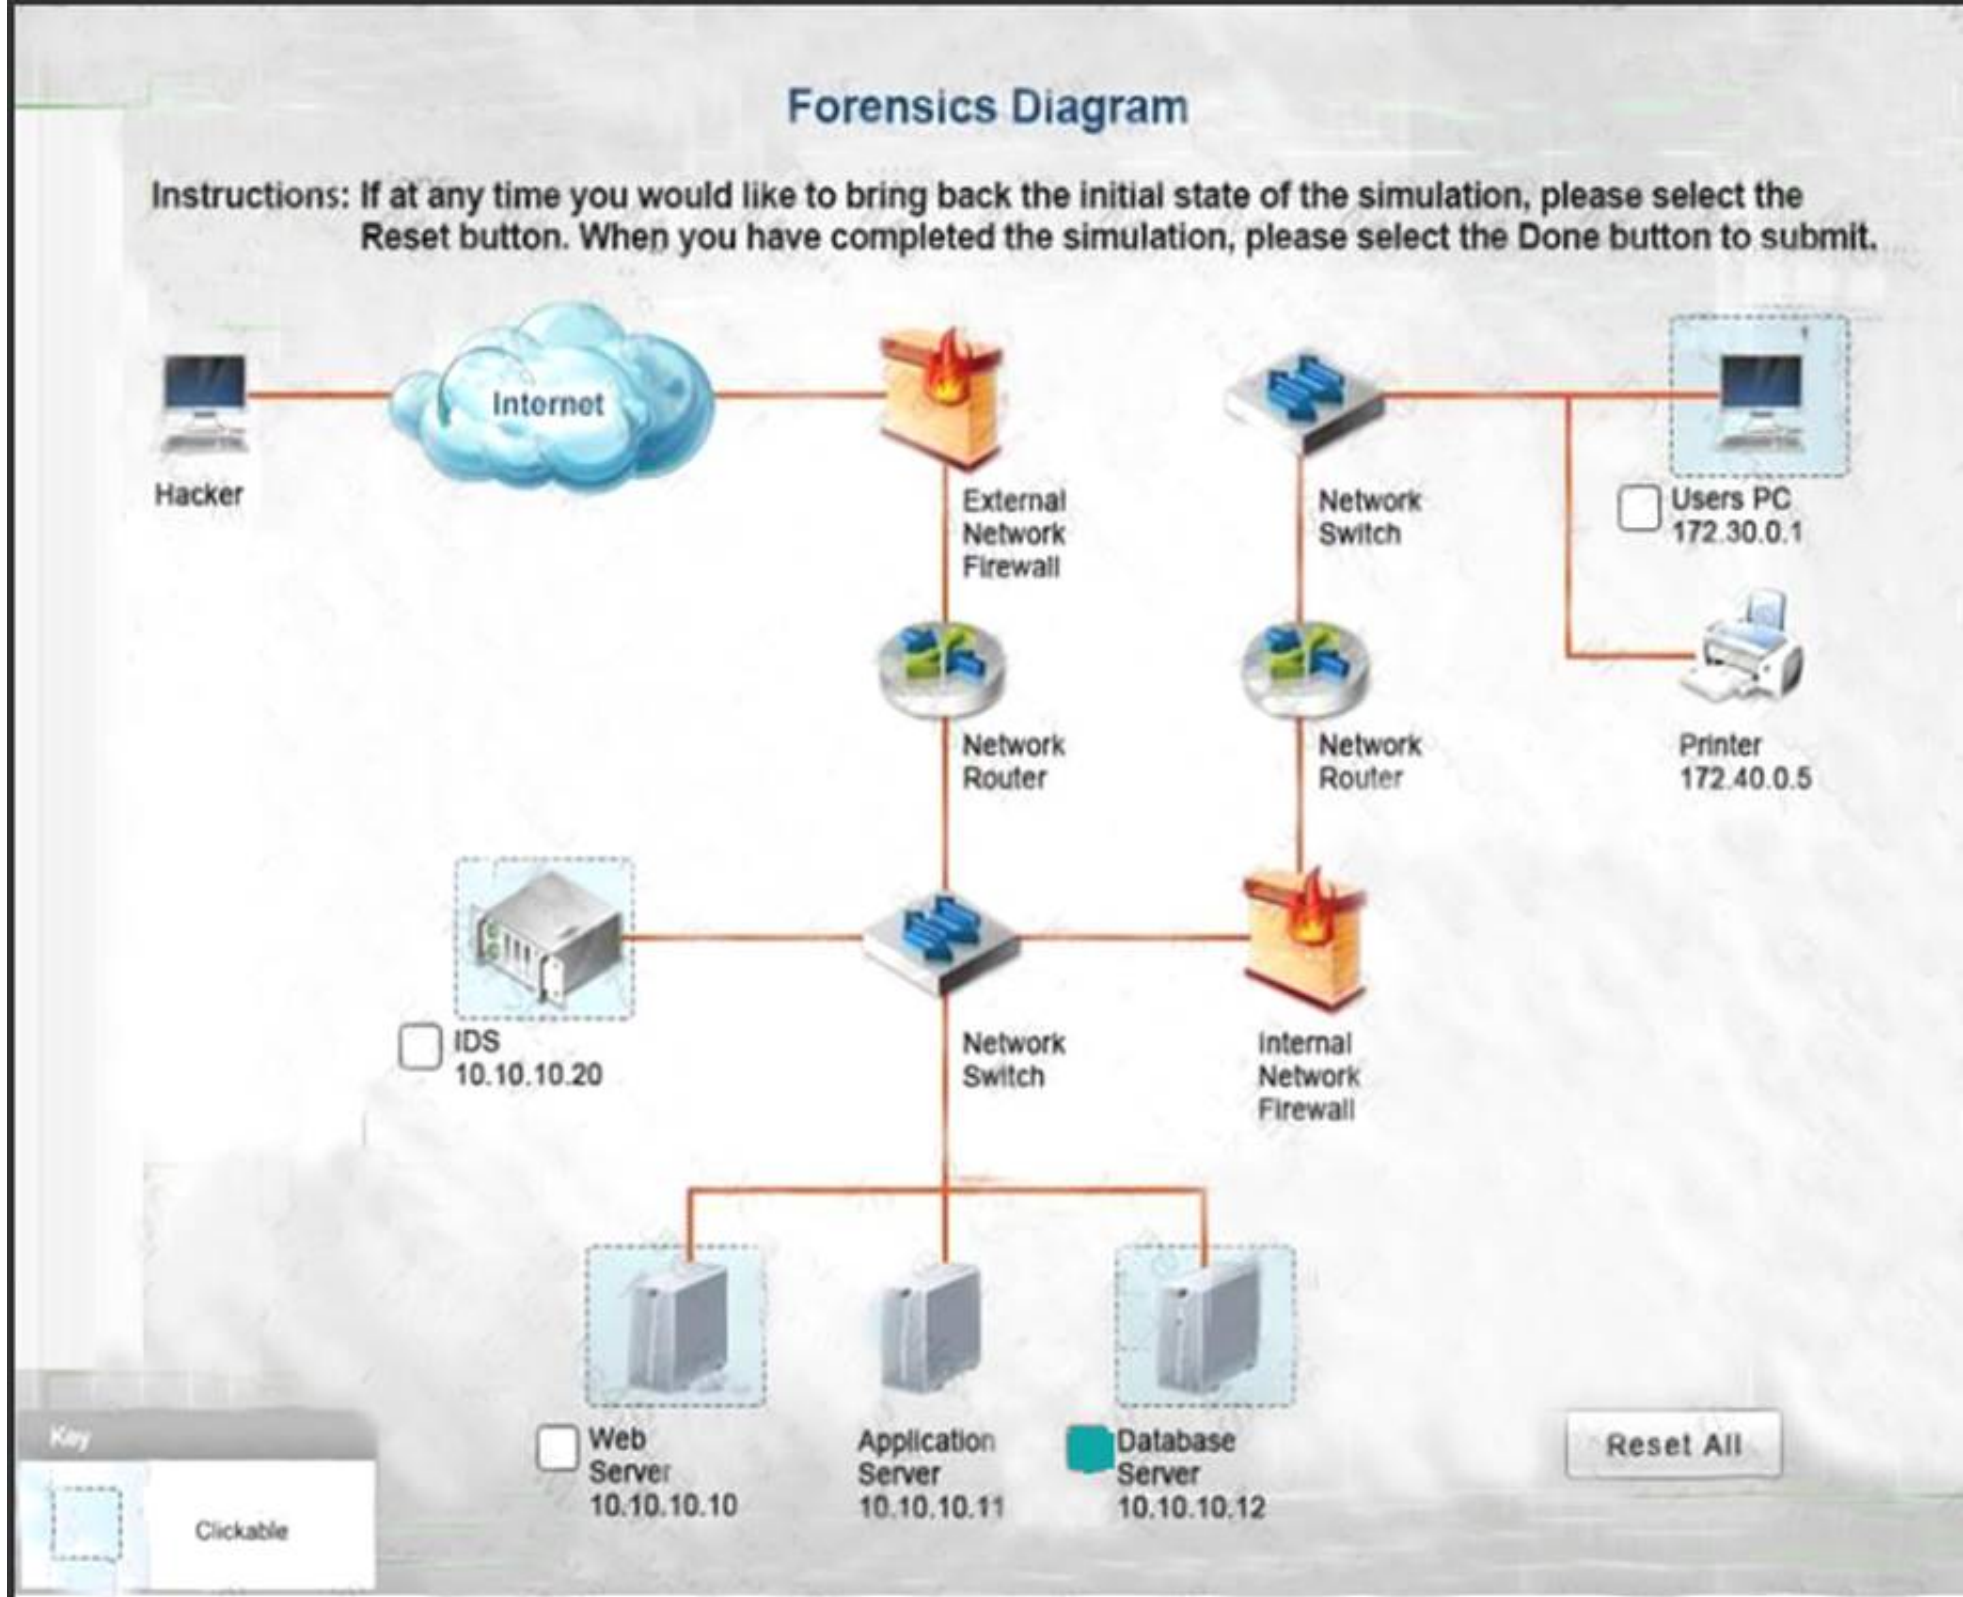 Forensics Diagram
Instructions: If at any time you would like to bring back the initial state of the simulation, please select the
Reset button. When you have completed the simulation, please select the Done button to submit.
Internet
Hacker
External
Network
Firewall
Network
Switch
Users PC
172.30.0.1
Network
Router
Network
Router
Printer
172.40.0.5
IDS
10.10.10.20
Network
Switch
Internal
Network
Firewall
Web
Server
10.10.10.10
Application
Server
10.10.10.11
Database
Server
10.10.10.12
Reset All
Key
Clickable